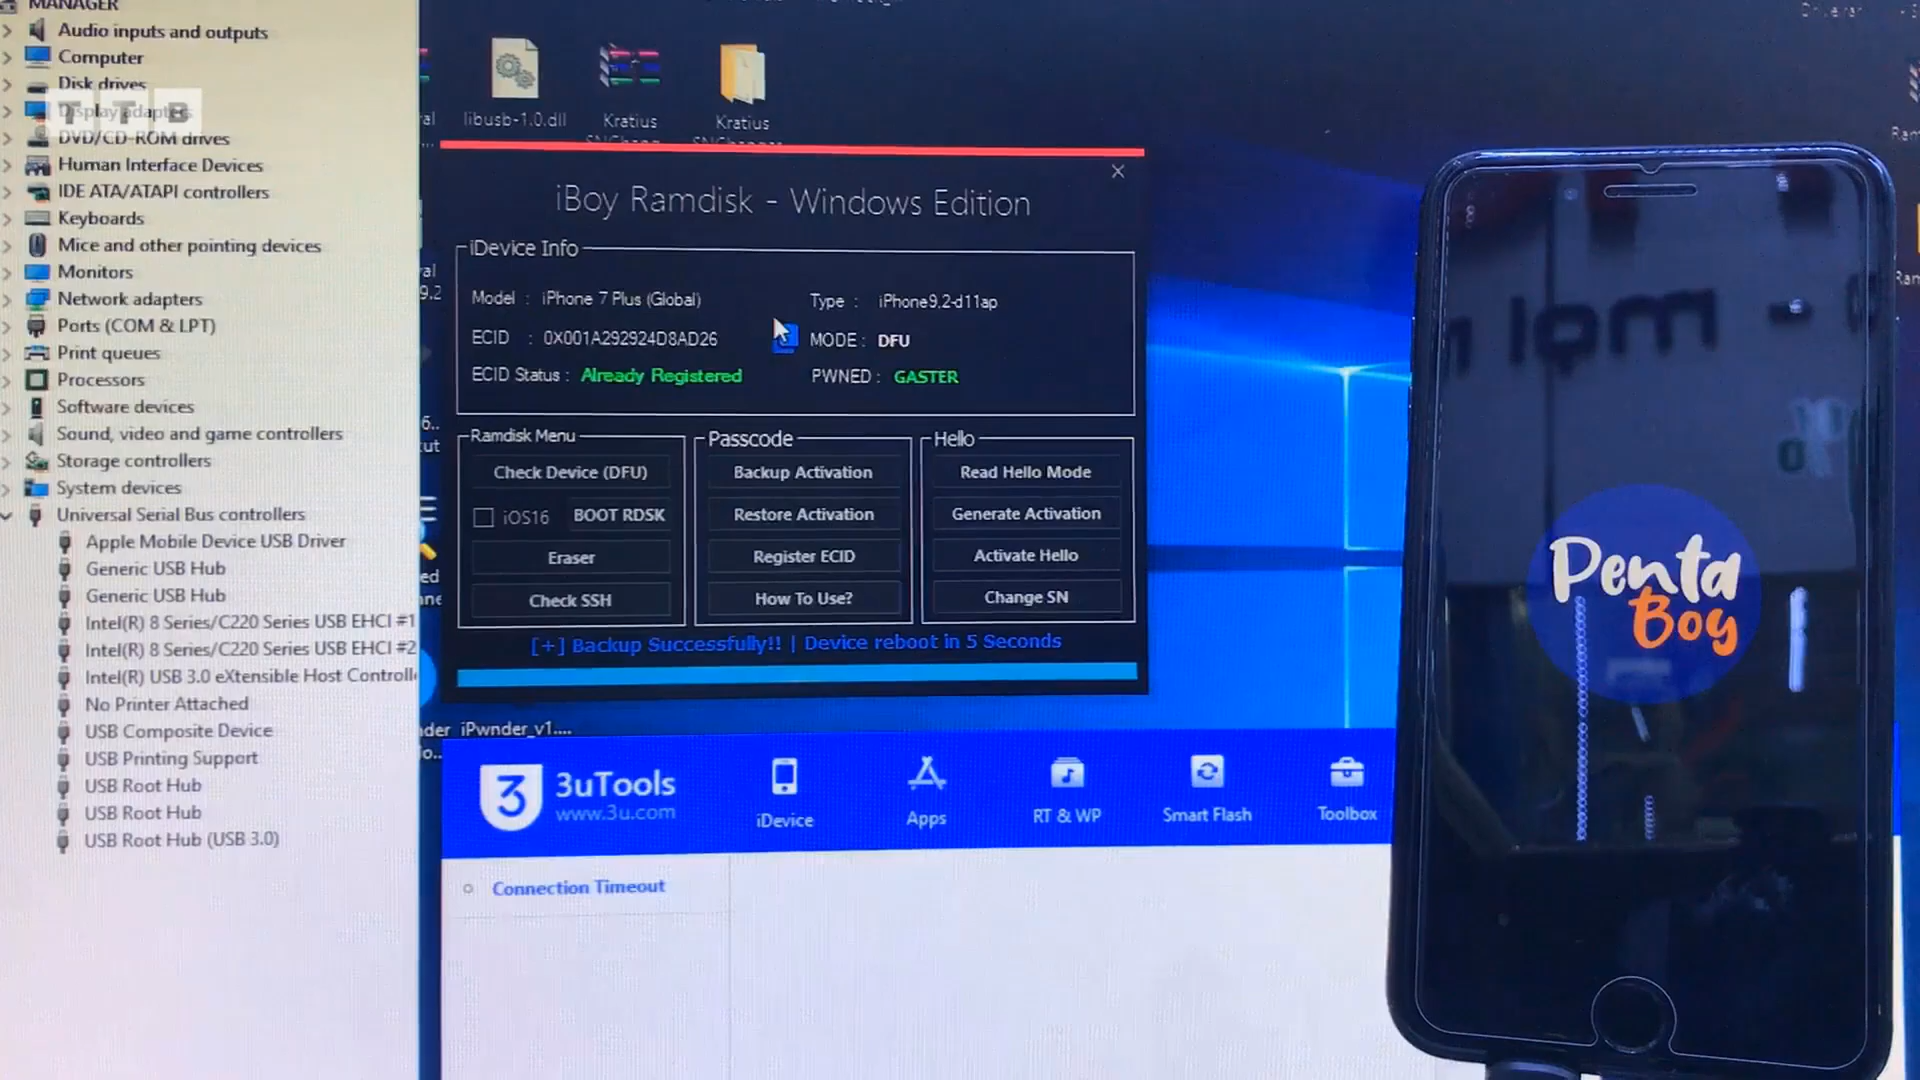 MANAGER
Audio inputs and outputs
Computer
Disk drives
Display adapters
TTB
DVD/CD-ROM drives
Human Interface Devices
IDE ATA/ATAPI controllers
Keyboards
Mice and other pointing devices
Monitors
Network adapters
Ports (COM & LPT)
Print queues
Processors
Software devices
Sound, video and game controllers
Storage controllers
System devices
Universal Serial Bus controllers
Apple Mobile Device USB Driver
Generic USB Hub
Generic USB Hub
Intel(R) 8 Series/C220 Series USB EHCI #1
Intel(R) 8 Series/C220 Series USB EHCI #2
Intel(R) USB 3.0 eXtensible Host Controll
No Printer Attached
USB Composite Device
USB Printing Support
USB Root Hub
USB Root Hub
USB Root Hub (USB 3.0)
libusb-1.0.dll
Kratius
Kratius
iBoy Ramdisk - Windows Edition
iDevice Info
Model : iPhone 7 Plus (Global)
Type : iPhone9.2-d11ap
ECID : 0X001A292924D8AD26
MODE : DFU
ECID Status : Already Registered
PWNED : GASTER
Ramdisk Menu
Check Device (DFU)
iOS16 BOOT RDSK
Eraser
Check SSH
Passcode
Backup Activation
Restore Activation
Register ECID
How To Use?
Hello
Read Hello Mode
Generate Activation
Activate Hello
Change SN
[+] Backup Successfully!! | Device reboot in 5 Seconds
iPwnder_v1....
3 3uTools
www.3u.com
iDevice
Apps
RT & WP
Smart Flash
Toolbox
Connection Timeout
Penta
Boy